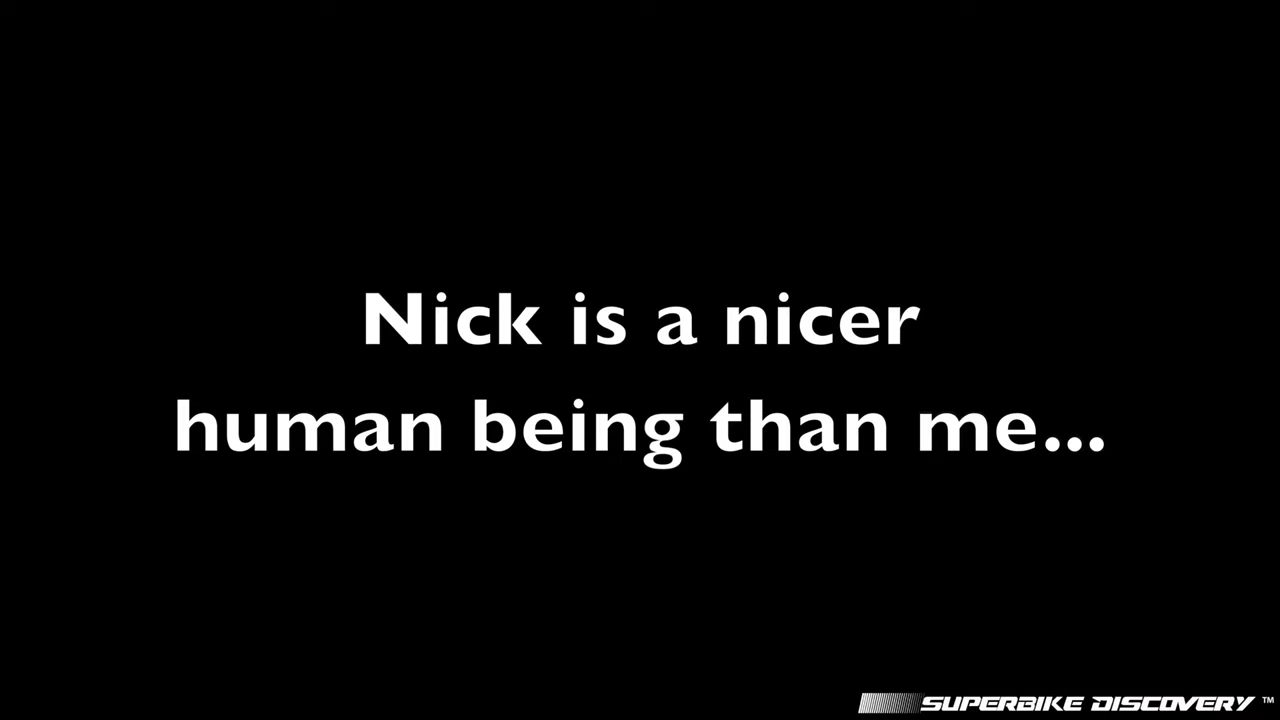 Nick is a nicer
human being than me...
SUPERBIKE DISCOVERY ™